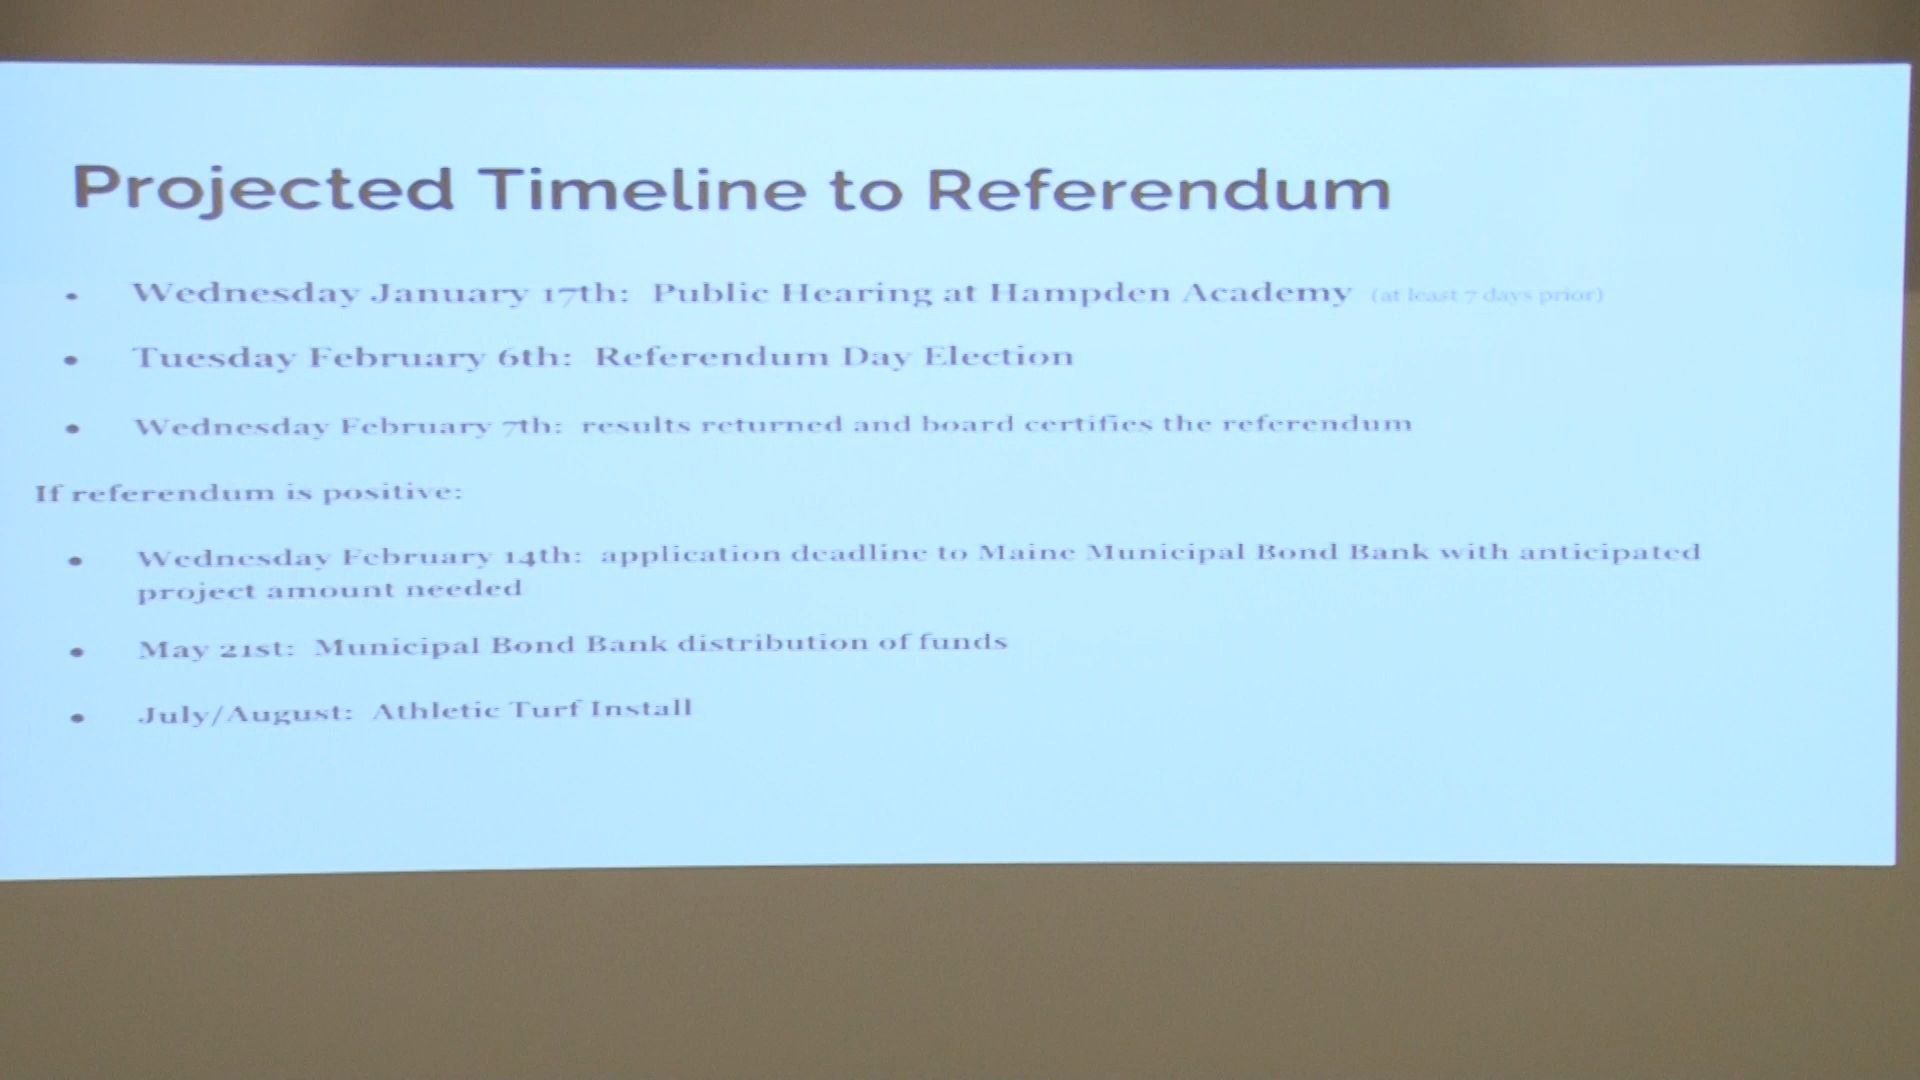 Projected Timeline to Referendum
• Wednesday January 17th: Public Hearing at Hampden Academy (at least 7 days prior)
• Tuesday February 6th: Referendum Day Election
• Wednesday February 7th: results returned and board certifies the referendum
If referendum is positive:
• Wednesday February 14th: application deadline to Maine Municipal Bond Bank with anticipated
project amount needed
• May 21st: Municipal Bond Bank distribution of funds
• July/August: Athletic Turf Install